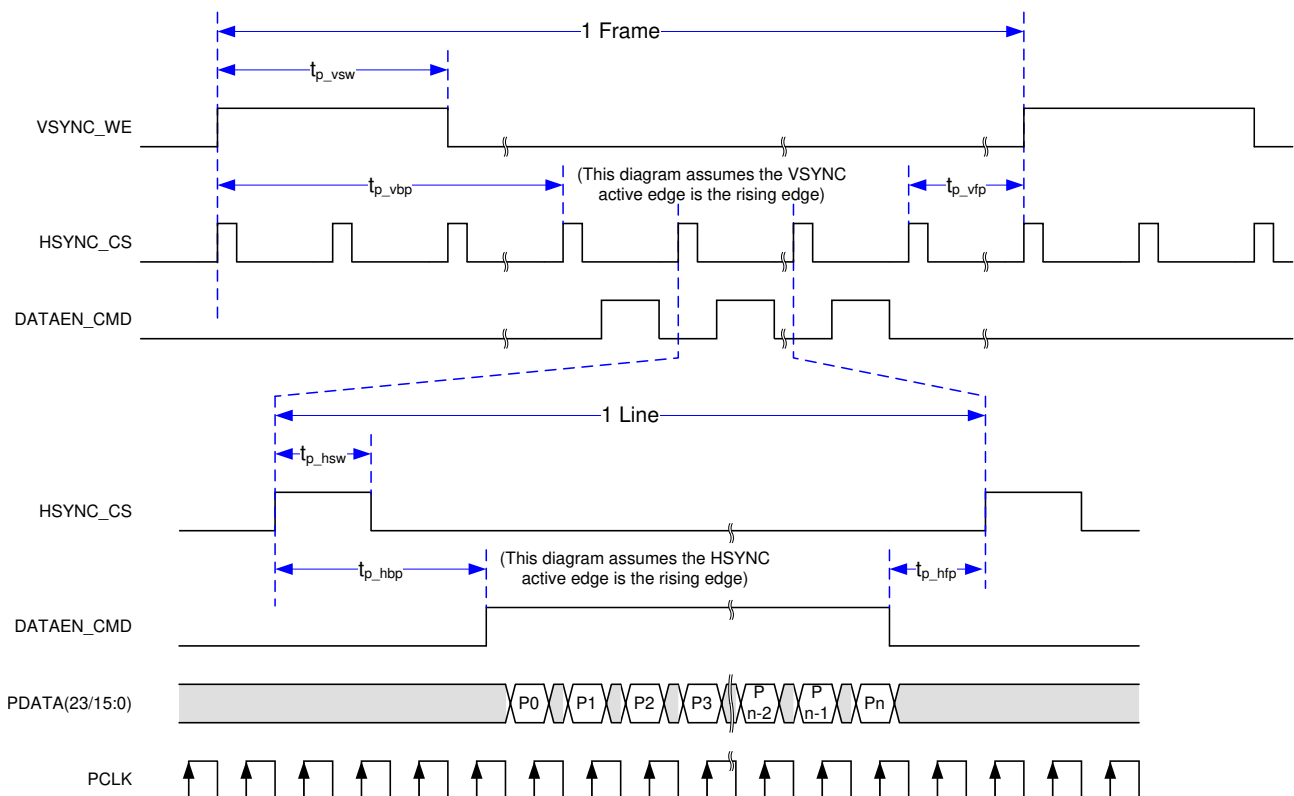 1 Frame
tp_vsw
VSYNC_WE
tp_vbp
(This diagram assumes the VSYNC
active edge is the rising edge)
tp_vfp
HSYNC_CS
DATAEN_CMD
1 Line
tp_hsw
HSYNC_CS
tp_hbp
(This diagram assumes the HSYNC
active edge is the rising edge)
tp_hfp
DATAEN_CMD
PDATA(23/15:0)
P0
P1
P2
P3
P
n-2
P
n-1
Pn
PCLK